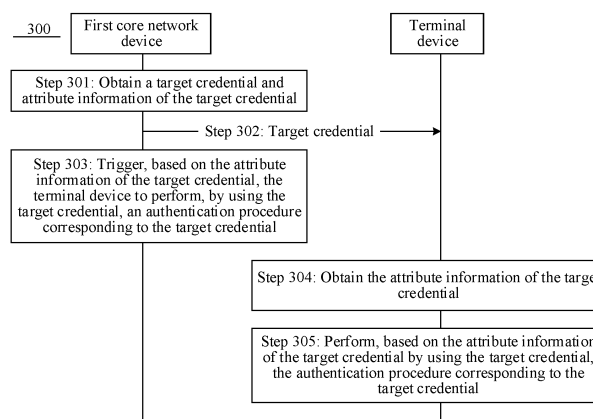 300
First core network
device
Terminal
device
Step 301: Obtain a target credential and
attribute information of the target credential
Step 302: Target credential
Step 303: Trigger, based on the attribute
information of the target credential, the
terminal device to perform, by using the
target credential, an authentication procedure
corresponding to the target credential
Step 304: Obtain the attribute information of the targe
credential
Step 305: Perform, based on the attribute information
of the target credential by using the target credential,
the authentication procedure corresponding to the
target credential